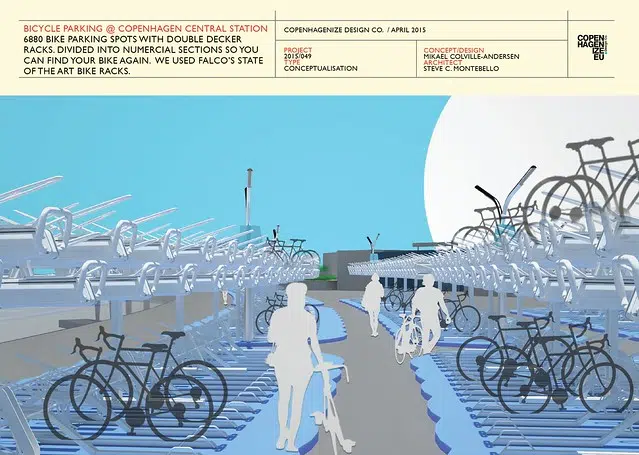 BICYCLE PARKING @ COPENHAGEN CENTRAL STATION
6880 BIKE PARKING SPOTS WITH DOUBLE DECKER
RACKS. DIVIDED INTO NUMERCIAL SECTIONS SO YOU
CAN FIND YOUR BIKE AGAIN. WE USED FALCO'S STATE
OF THE ART BIKE RACKS.
COPENHAGENIZE DESIGN CO. / APRIL 2015
PROJECT
2015/049
TYPE
CONCEPTUALISATION
CONCEPT/DESIGN
MIKAEL COLVILLE-ANDERSEN
ARCHITECT
STEVE C. MONTEBELLO
COPEN
HAGEN
IZE
EU